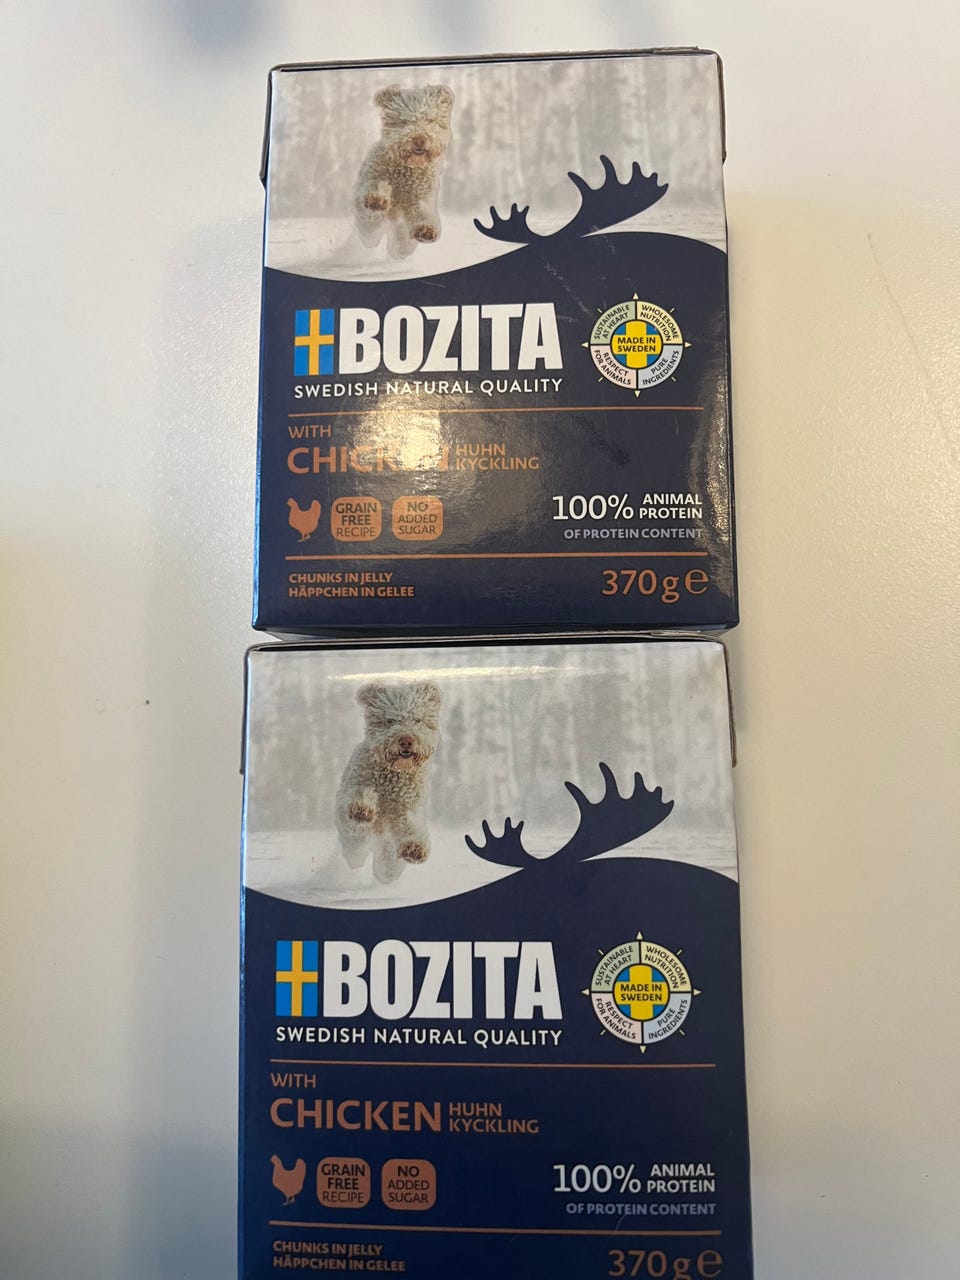 BOZITA
SWEDISH NATURAL QUALITY
SUSTAINABLE AT HEART
WHOLESOME NUTRITION
MADE IN SWEDEN
RESPECT FOR ANIMALS
PURE INGREDIENTS
WITH
CHICKEN HUHN KYCKLING
GRAIN FREE RECIPE
NO ADDED SUGAR
100% ANIMAL PROTEIN
OF PROTEIN CONTENT
CHUNKS IN JELLY
HÄPPCHEN IN GELEE
370 g e
BOZITA
SWEDISH NATURAL QUALITY
SUSTAINABLE AT HEART
WHOLESOME NUTRITION
MADE IN SWEDEN
RESPECT FOR ANIMALS
PURE INGREDIENTS
WITH
CHICKEN HUHN KYCKLING
GRAIN FREE RECIPE
NO ADDED SUGAR
100% ANIMAL PROTEIN
OF PROTEIN CONTENT
CHUNKS IN JELLY
HÄPPCHEN IN GELEE
370 g e